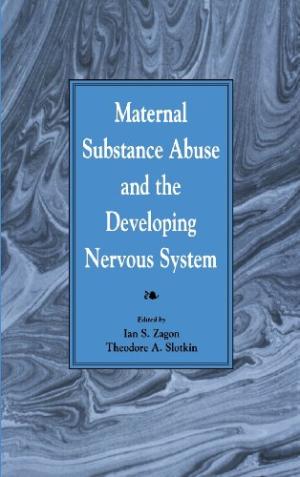 Maternal
Substance Abuse
and the
Developing
Nervous System
Edited by
Ian S. Zagon
Theodore A. Slotkin